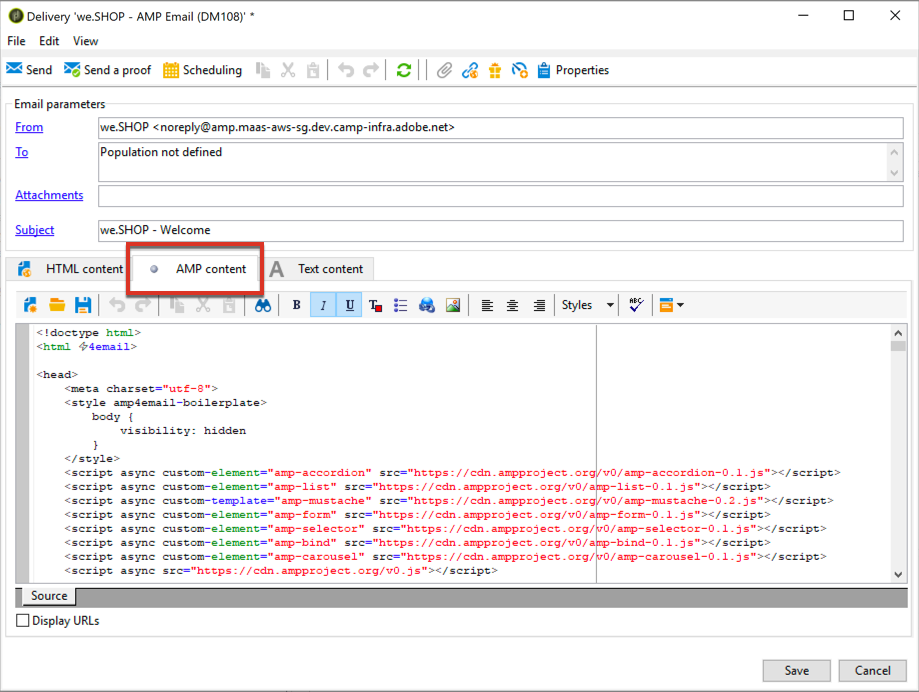 Delivery 'we.SHOP - AMP Email (DM108)' *
File Edit View
Send Send a proof Scheduling Properties
Email parameters
From we.SHOP <noreply@amp.maas-aws-sg.dev.camp-infra.adobe.net>
To Population not defined
Attachments
Subject we.SHOP - Welcome
HTML content AMP content A Text content
B I U T Styles ABC
<!doctype html>
<html ⚡4email>
<head>
<meta charset="utf-8">
<style amp4email-boilerplate>
body {
visibility: hidden
}
</style>
<script async custom-element="amp-accordion" src="https://cdn.ampproject.org/v0/amp-accordion-0.1.js"></script>
<script async custom-element="amp-list" src="https://cdn.ampproject.org/v0/amp-list-0.1.js"></script>
<script async custom-template="amp-mustache" src="https://cdn.ampproject.org/v0/amp-mustache-0.2.js"></script>
<script async custom-element="amp-form" src="https://cdn.ampproject.org/v0/amp-form-0.1.js"></script>
<script async custom-element="amp-selector" src="https://cdn.ampproject.org/v0/amp-selector-0.1.js"></script>
<script async custom-element="amp-bind" src="https://cdn.ampproject.org/v0/amp-bind-0.1.js"></script>
<script async custom-element="amp-carousel" src="https://cdn.ampproject.org/v0/amp-carousel-0.1.js"></script>
<script async src="https://cdn.ampproject.org/v0.js"></script>
Source
Display URLs
Save Cancel